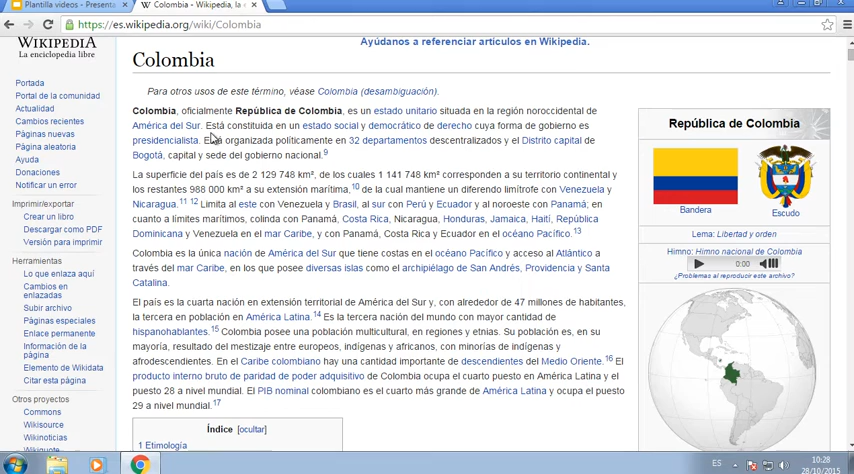 Plantilla videos - Presenta
Colombia - Wikipedia, la
https://es.wikipedia.org/wiki/Colombia
WIKIPEDIA
La enciclopedia libre
Portada
Portal de la comunidad
Actualidad
Cambios recientes
Páginas nuevas
Página aleatoria
Ayuda
Donaciones
Notificar un error
Imprimir/exportar
Crear un libro
Descargar como PDF
Versión para imprimir
Herramientas
Lo que enlaza aquí
Cambios en
enlazadas
Subir archivo
Páginas especiales
Enlace permanente
Información de la
página
Elemento de Wikidata
Citar esta página
Otros proyectos
Commons
Wikisource
Wikinoticias
Wikiquote
Ayúdanos a referenciar artículos en Wikipedia.
Colombia
Para otros usos de este término, véase Colombia (desambiguación).
Colombia, oficialmente República de Colombia, es un estado unitario situada en la región noroccidental de
América del Sur. Está constituida en un estado social y democrático de derecho cuya forma de gobierno es
presidencialista. Está organizada políticamente en 32 departamentos descentralizados y el Distrito capital de
Bogotá, capital y sede del gobierno nacional.9
La superficie del país es de 2 129 748 km², de los cuales 1 141 748 km² corresponden a su territorio continental y
los restantes 988 000 km² a su extensión marítima,10 de la cual mantiene un diferendo limítrofe con Venezuela y
Nicaragua.11 12 Limita al este con Venezuela y Brasil, al sur con Perú y Ecuador y al noroeste con Panamá; en
cuanto a límites marítimos, colinda con Panamá, Costa Rica, Nicaragua, Honduras, Jamaica, Haití, República
Dominicana y Venezuela en el mar Caribe, y con Panamá, Costa Rica y Ecuador en el océano Pacífico.13
Colombia es la única nación de América del Sur que tiene costas en el océano Pacífico y acceso al Atlántico a
través del mar Caribe, en los que posee diversas islas como el archipiélago de San Andrés, Providencia y Santa
Catalina.
El país es la cuarta nación en extensión territorial de América del Sur y, con alrededor de 47 millones de habitantes,
la tercera en población en América Latina.14 Es la tercera nación del mundo con mayor cantidad de
hispanohablantes.15 Colombia posee una población multicultural, en regiones y etnias. Su población es, en su
mayoría, resultado del mestizaje entre europeos, indígenas y africanos, con minorías de indígenas y
afrodescendientes. En el Caribe colombiano hay una cantidad importante de descendientes del Medio Oriente.16 El
producto interno bruto de paridad de poder adquisitivo de Colombia ocupa el cuarto puesto en América Latina y el
puesto 28 a nivel mundial. El PIB nominal colombiano es el cuarto más grande de América Latina y ocupa el puesto
29 a nivel mundial.17
Índice [ocultar]
1 Etimología
República de Colombia
Bandera
Escudo
Lema: Libertad y orden
Himno: Himno nacional de Colombia
0:00
¿Problemas al reproducir este archivo?
ES
10:28
28/10/2015